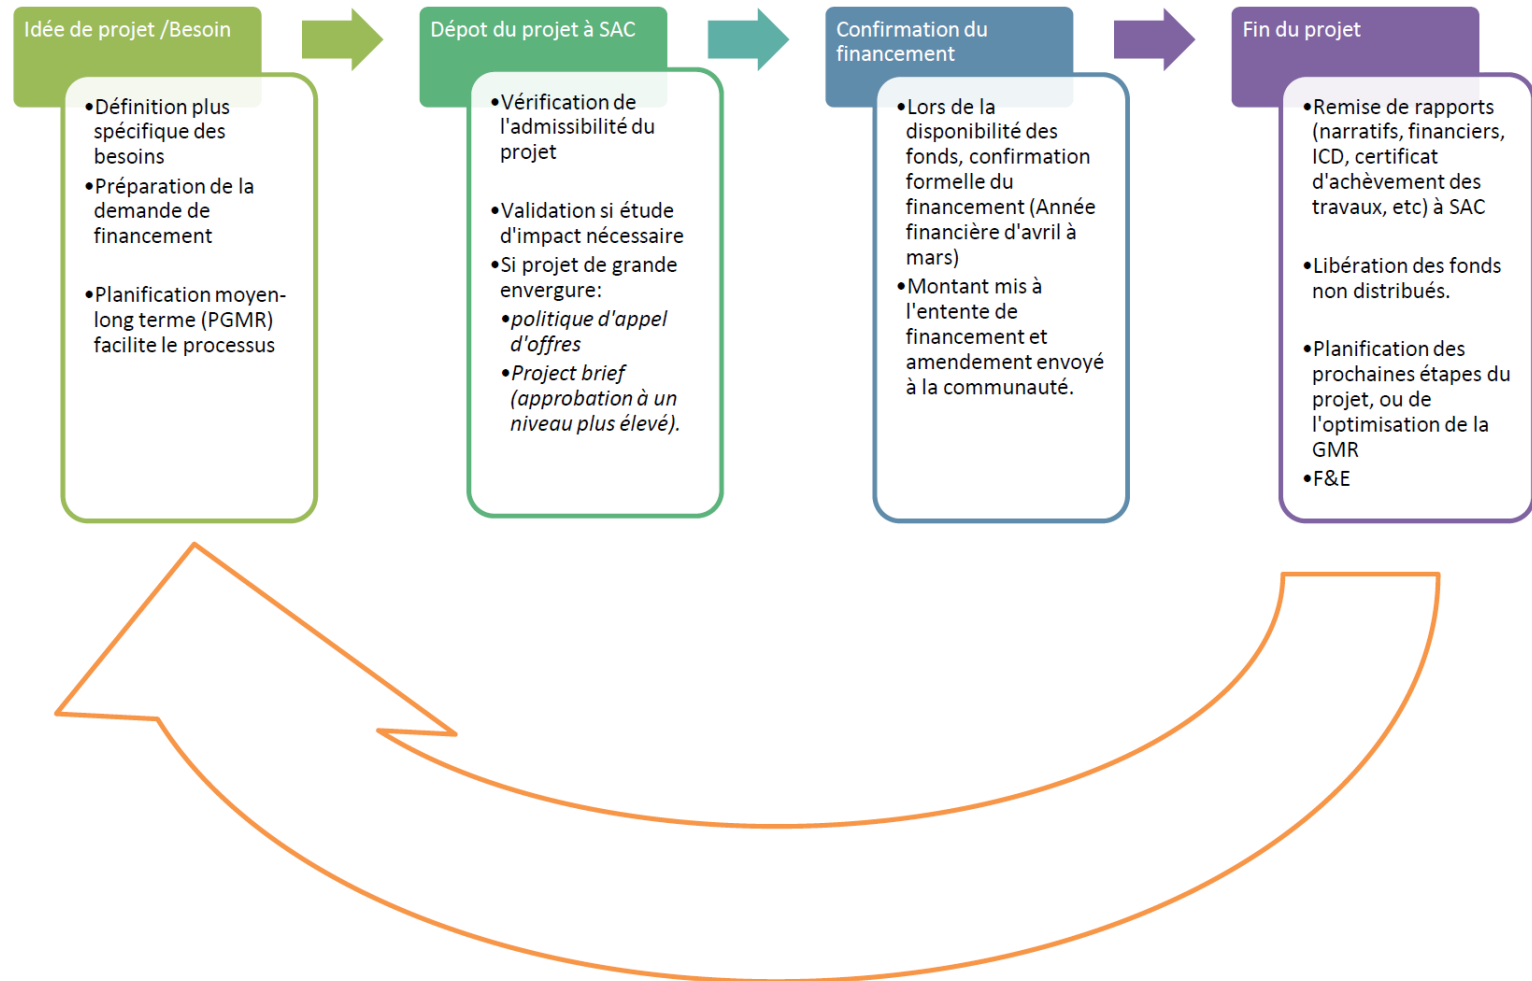 Idée de projet /Besoin
•Définition plus
spécifique des
besoins
•Préparation de la
demande de
financement
•Planification moyen-
long terme (PGMR)
facilite le processus
Dépot du projet à SAC
•Vérification de
l'admissibilité du
projet
•Validation si étude
d'impact nécessaire
•Si projet de grande
envergure:
•politique d'appel
d'offres
•Project brief
(approbation à un
niveau plus élevé).
Confirmation du
financement
•Lors de la
disponibilité des
fonds, confirmation
formelle du
financement (Année
financière d'avril à
mars)
•Montant mis à
l'entente de
financement et
amendement envoyé
à la communauté.
Fin du projet
•Remise de rapports
(narratifs, financiers,
ICD, certificat
d'achèvement des
travaux, etc) à SAC
•Libération des fonds
non distribués.
•Planification des
prochaines étapes du
projet, ou de
l'optimisation de la
GMR
•F&E